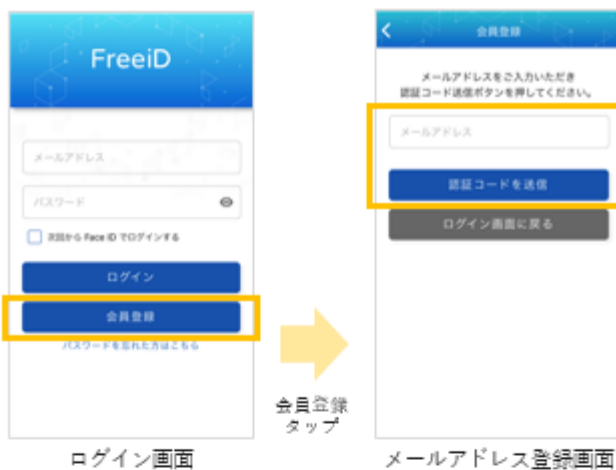 FreeiD
メールアドレス
パスワード
次回から Face ID でログインする
ログイン
会員登録
パスワードを忘れた方はこちら
ログイン画面
会員登録
タップ
会員登録
メールアドレスをご入力いただき
認証コード送信ボタンを押してください。
メールアドレス
認証コードを送信
ログイン画面に戻る
メールアドレス登録画面